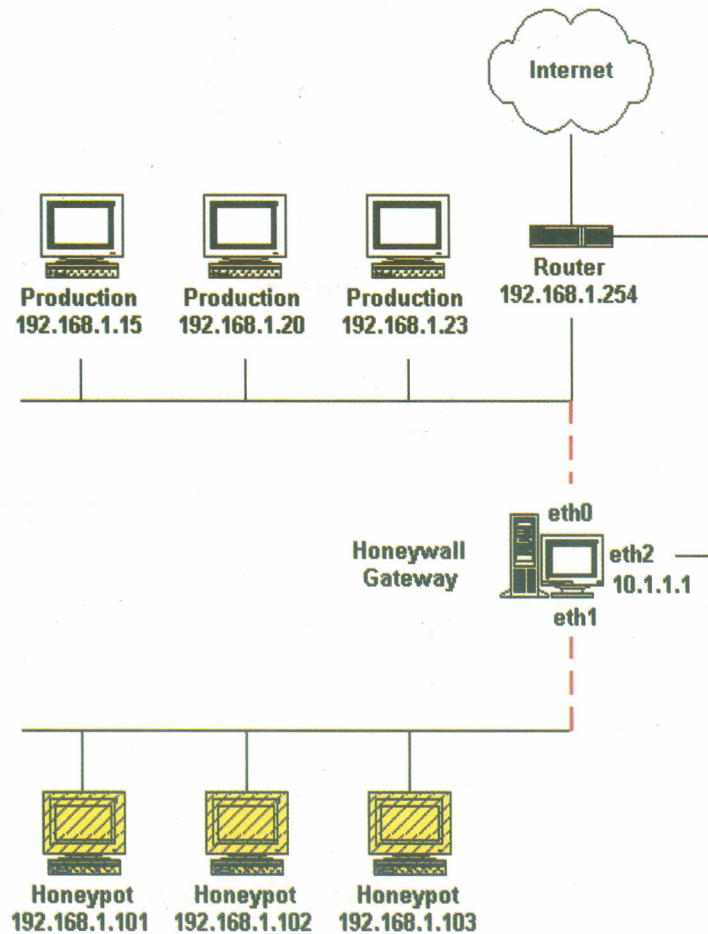 Internet
Router
192.168.1.254
Production
192.168.1.15
Production
192.168.1.20
Production
192.168.1.23
Honeywall
Gateway
eth0
eth2
10.1.1.1
eth1
Honeypot
192.168.1.101
Honeypot
192.168.1.102
Honeypot
192.168.1.103